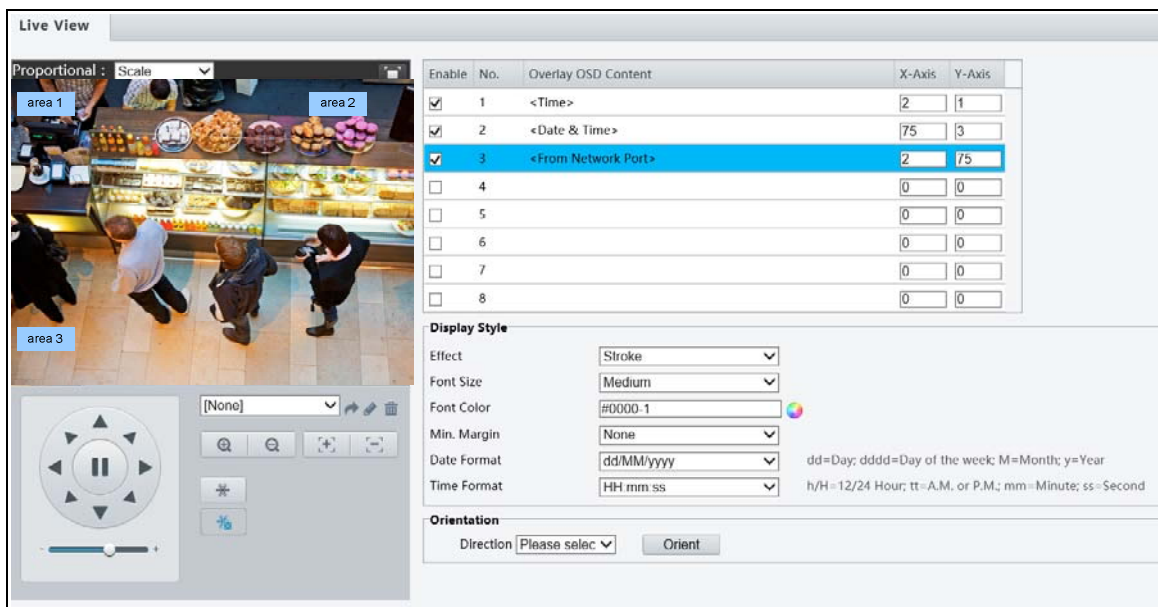 Live View
Proportional : Scale
area 1
area 2
area 3
[None]
- +
Enable No. Overlay OSD Content X-Axis Y-Axis
1 <Time> 2 1
2 <Date & Time> 75 3
3 <From Network Port> 2 75
4 0 0
5 0 0
6 0 0
7 0 0
8 0 0
Display Style
Effect Stroke
Font Size Medium
Font Color #0000-1
Min. Margin None
Date Format dd/MM/yyyy dd=Day; dddd=Day of the week; M=Month; y=Year
Time Format HH:mm:ss h/H=12/24 Hour; tt=A.M. or P.M.; mm=Minute; ss=Second
Orientation
Direction Please selec Orient